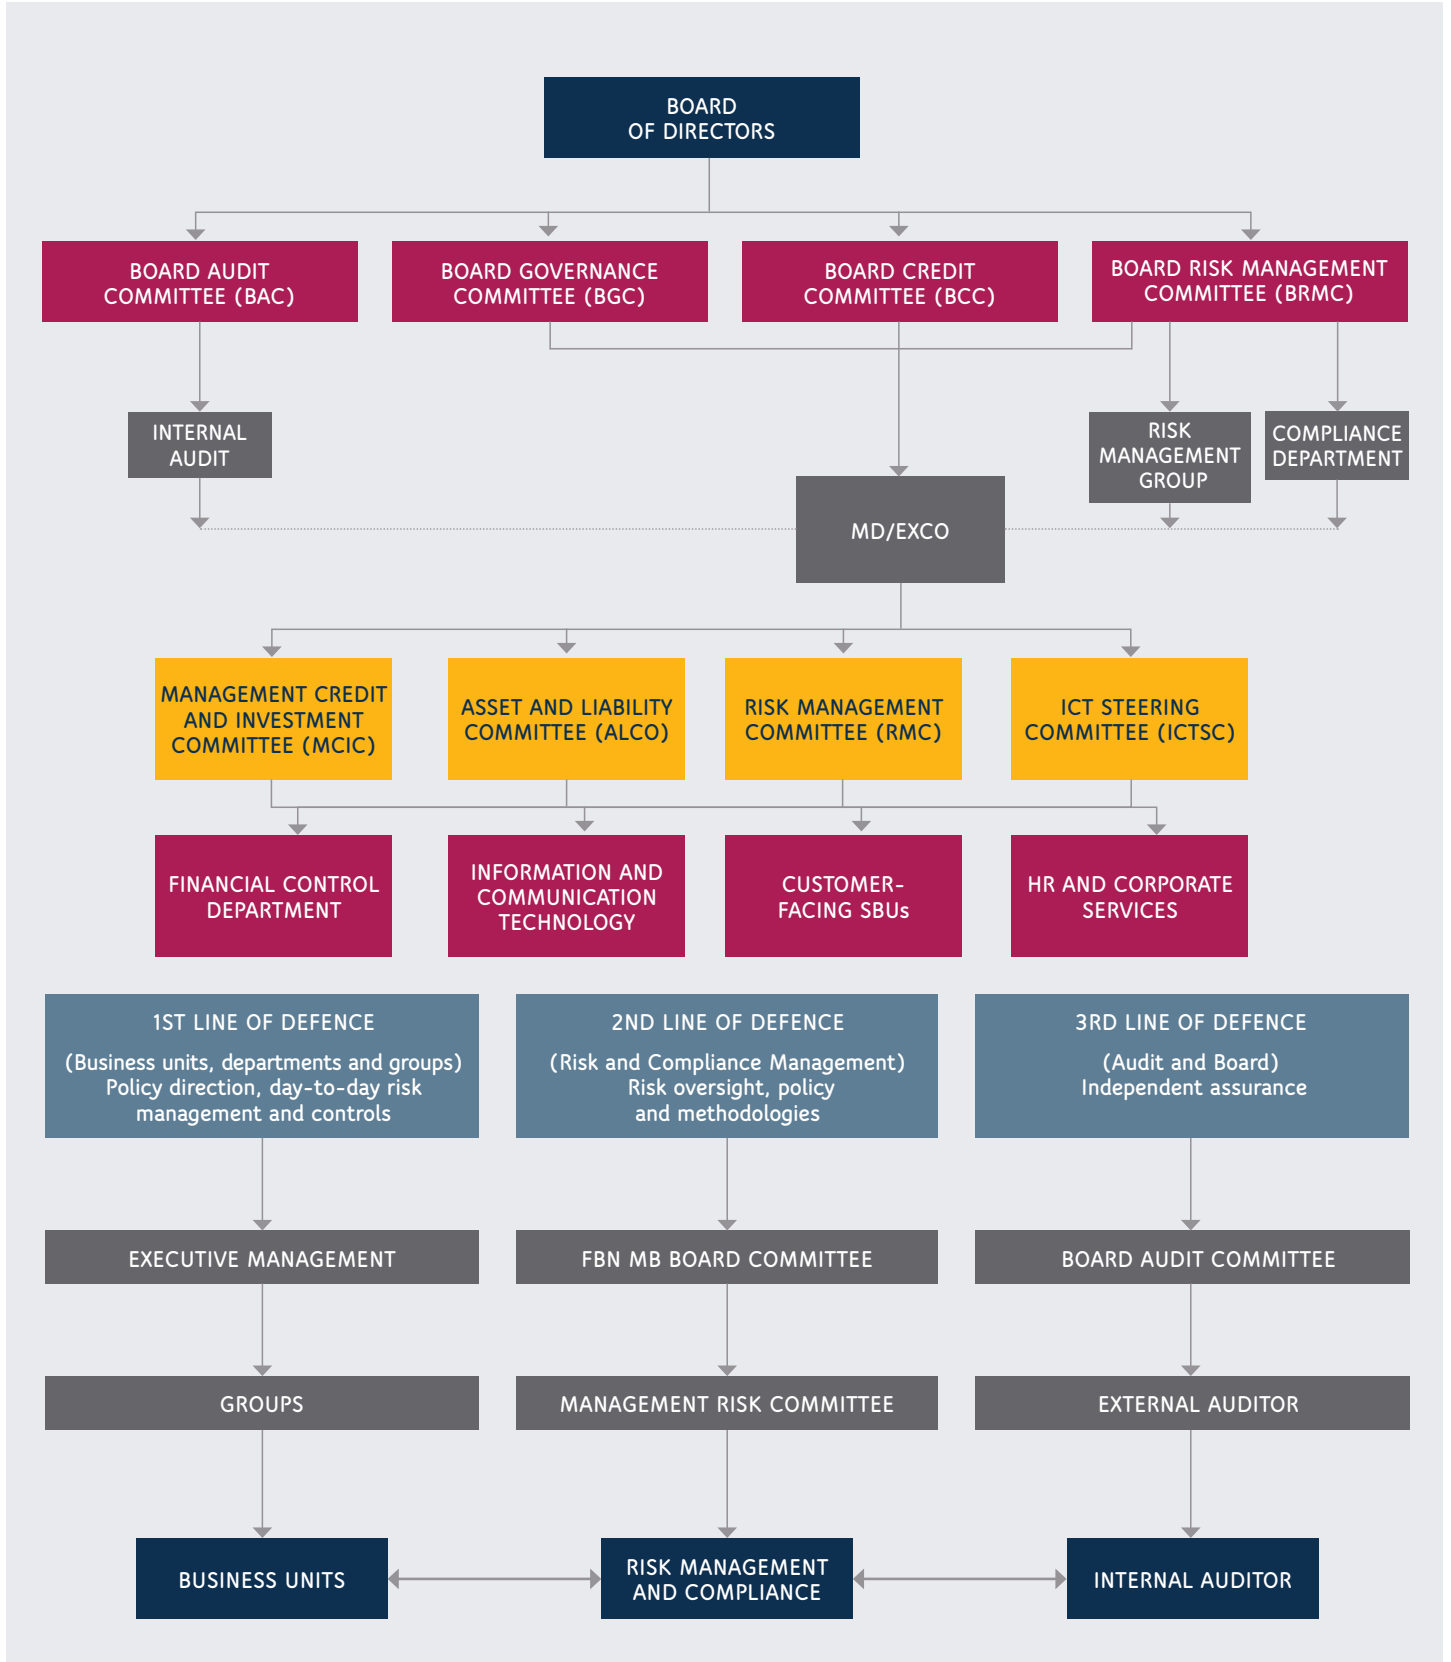 BOARD
OF DIRECTORS
BOARD AUDIT
COMMITTEE (BAC)
BOARD GOVERNANCE
COMMITTEE (BGC)
BOARD CREDIT
COMMITTEE (BCC)
BOARD RISK MANAGEMENT
COMMITTEE (BRMC)
INTERNAL
AUDIT
RISK
MANAGEMENT
GROUP
COMPLIANCE
DEPARTMENT
MD/EXCO
MANAGEMENT CREDIT
AND INVESTMENT
COMMITTEE (MCIC)
ASSET AND LIABILITY
COMMITTEE (ALCO)
RISK MANAGEMENT
COMMITTEE (RMC)
ICT STEERING
COMMITTEE (ICTSC)
FINANCIAL CONTROL
DEPARTMENT
INFORMATION AND
COMMUNICATION
TECHNOLOGY
CUSTOMER-
FACING SBUs
HR AND CORPORATE
SERVICES
1ST LINE OF DEFENCE
(Business units, departments and groups)
Policy direction, day-to-day risk
management and controls
2ND LINE OF DEFENCE
(Risk and Compliance Management)
Risk oversight, policy
and methodologies
3RD LINE OF DEFENCE
(Audit and Board)
Independent assurance
EXECUTIVE MANAGEMENT
FBN MB BOARD COMMITTEE
BOARD AUDIT COMMITTEE
GROUPS
MANAGEMENT RISK COMMITTEE
EXTERNAL AUDITOR
BUSINESS UNITS
RISK MANAGEMENT
AND COMPLIANCE
INTERNAL AUDITOR